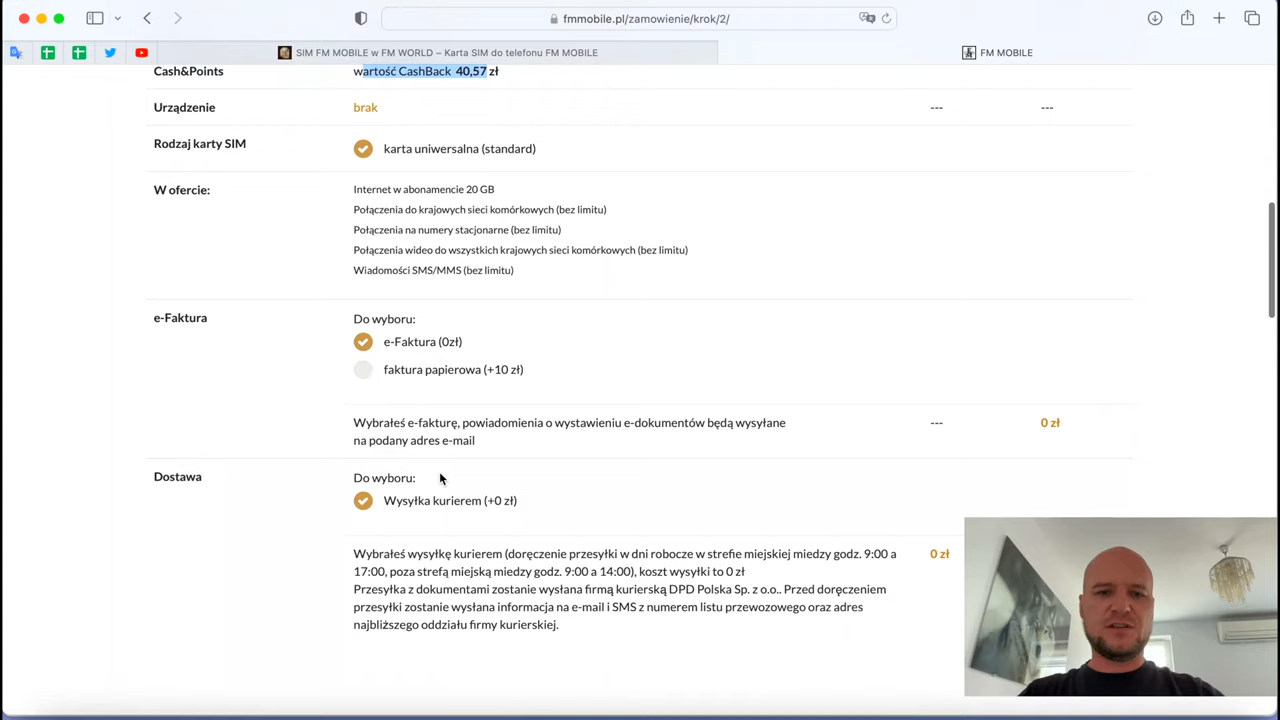 fmmobile.pl/zamowienie/krok/2/
SIM FM MOBILE w FM WORLD – Karta SIM do telefonu FM MOBILE
FM MOBILE
Cash&Points
wartość CashBack 40,57 zł
Urządzenie
brak
---
---
Rodzaj karty SIM
karta uniwersalna (standard)
W ofercie:
Internet w abonamencie 20 GB
Połączenia do krajowych sieci komórkowych (bez limitu)
Połączenia na numery stacjonarne (bez limitu)
Połączenia wideo do wszystkich krajowych sieci komórkowych (bez limitu)
Wiadomości SMS/MMS (bez limitu)
e-Faktura
Do wyboru:
e-Faktura (0zł)
faktura papierowa (+10 zł)
Wybrałeś e-fakturę, powiadomienia o wystawieniu e-dokumentów będą wysyłane
na podany adres e-mail
---
0 zł
Dostawa
Do wyboru:
Wysyłka kurierem (+0 zł)
Wybrałeś wysyłkę kurierem (doręczenie przesyłki w dni robocze w strefie miejskiej miedzy godz. 9:00 a
17:00, poza strefą miejską miedzy godz. 9:00 a 14:00), koszt wysyłki to 0 zł
Przesyłka z dokumentami zostanie wysłana firmą kurierską DPD Polska Sp. z o.o.. Przed doręczeniem
przesyłki zostanie wysłana informacja na e-mail i SMS z numerem listu przewozowego oraz adres
najbliższego oddziału firmy kurierskiej.
0 zł